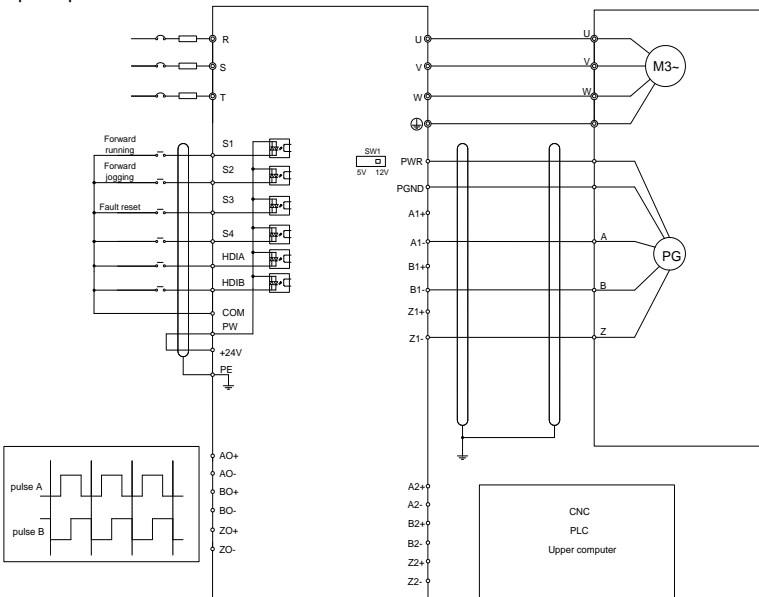 R
S
T
Forward
running
Forward
jogging
Fault reset
S1
S2
S3
S4
HDIA
HDIB
COM
PW
+24V
PE
SW1
5V 12V
U
V
W
PWR
PGND
A1+
A1-
B1+
B1-
Z1+
Z1-
U
V
W
M3~
A
B
Z
PG
pulse A
pulse B
AO+
AO-
BO+
BO-
ZO+
ZO-
A2+
A2-
B2+
B2-
Z2+
Z2-
CNC
PLC
Upper computer